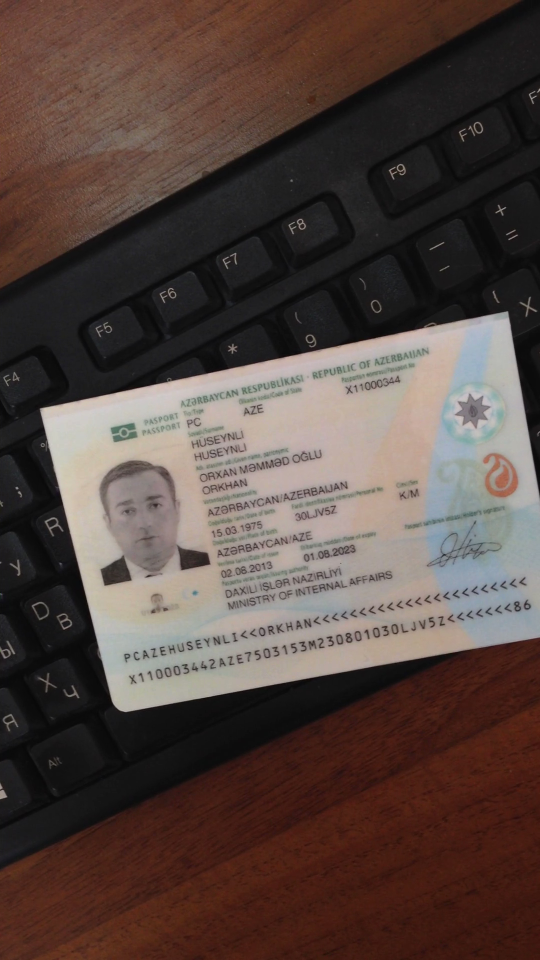 F10
F9
F8
F7
F6
F5
F4
+
=
—
-
)
0
(
9
*
X
AZƏRBAYCAN RESPUBLİKASI - REPUBLIC OF AZERBAIJAN
PASPORT
PASSPORT
PC
AZE
X11000344
HÜSEYNLİ
HUSEYNLI
ORXAN MƏMMƏD OĞLU
ORKHAN
AZƏRBAYCAN/AZERBAIJAN
15.03.1975
30LJV5Z
K/M
AZƏRBAYCAN/AZE
02.08.2013
01.08.2023
DAXİLİ İŞLƏR NAZİRLİYİ
MINISTRY OF INTERNAL AFFAIRS
PCAZEHUSEYNLI<<ORKHAN<<<<<<<<<<<<<<<<<<<<<<<
X110003442AZE7503153M230801030LJV5Z<<<<<<<86
R
D
В
Ы
X
Ч
Я
Alt